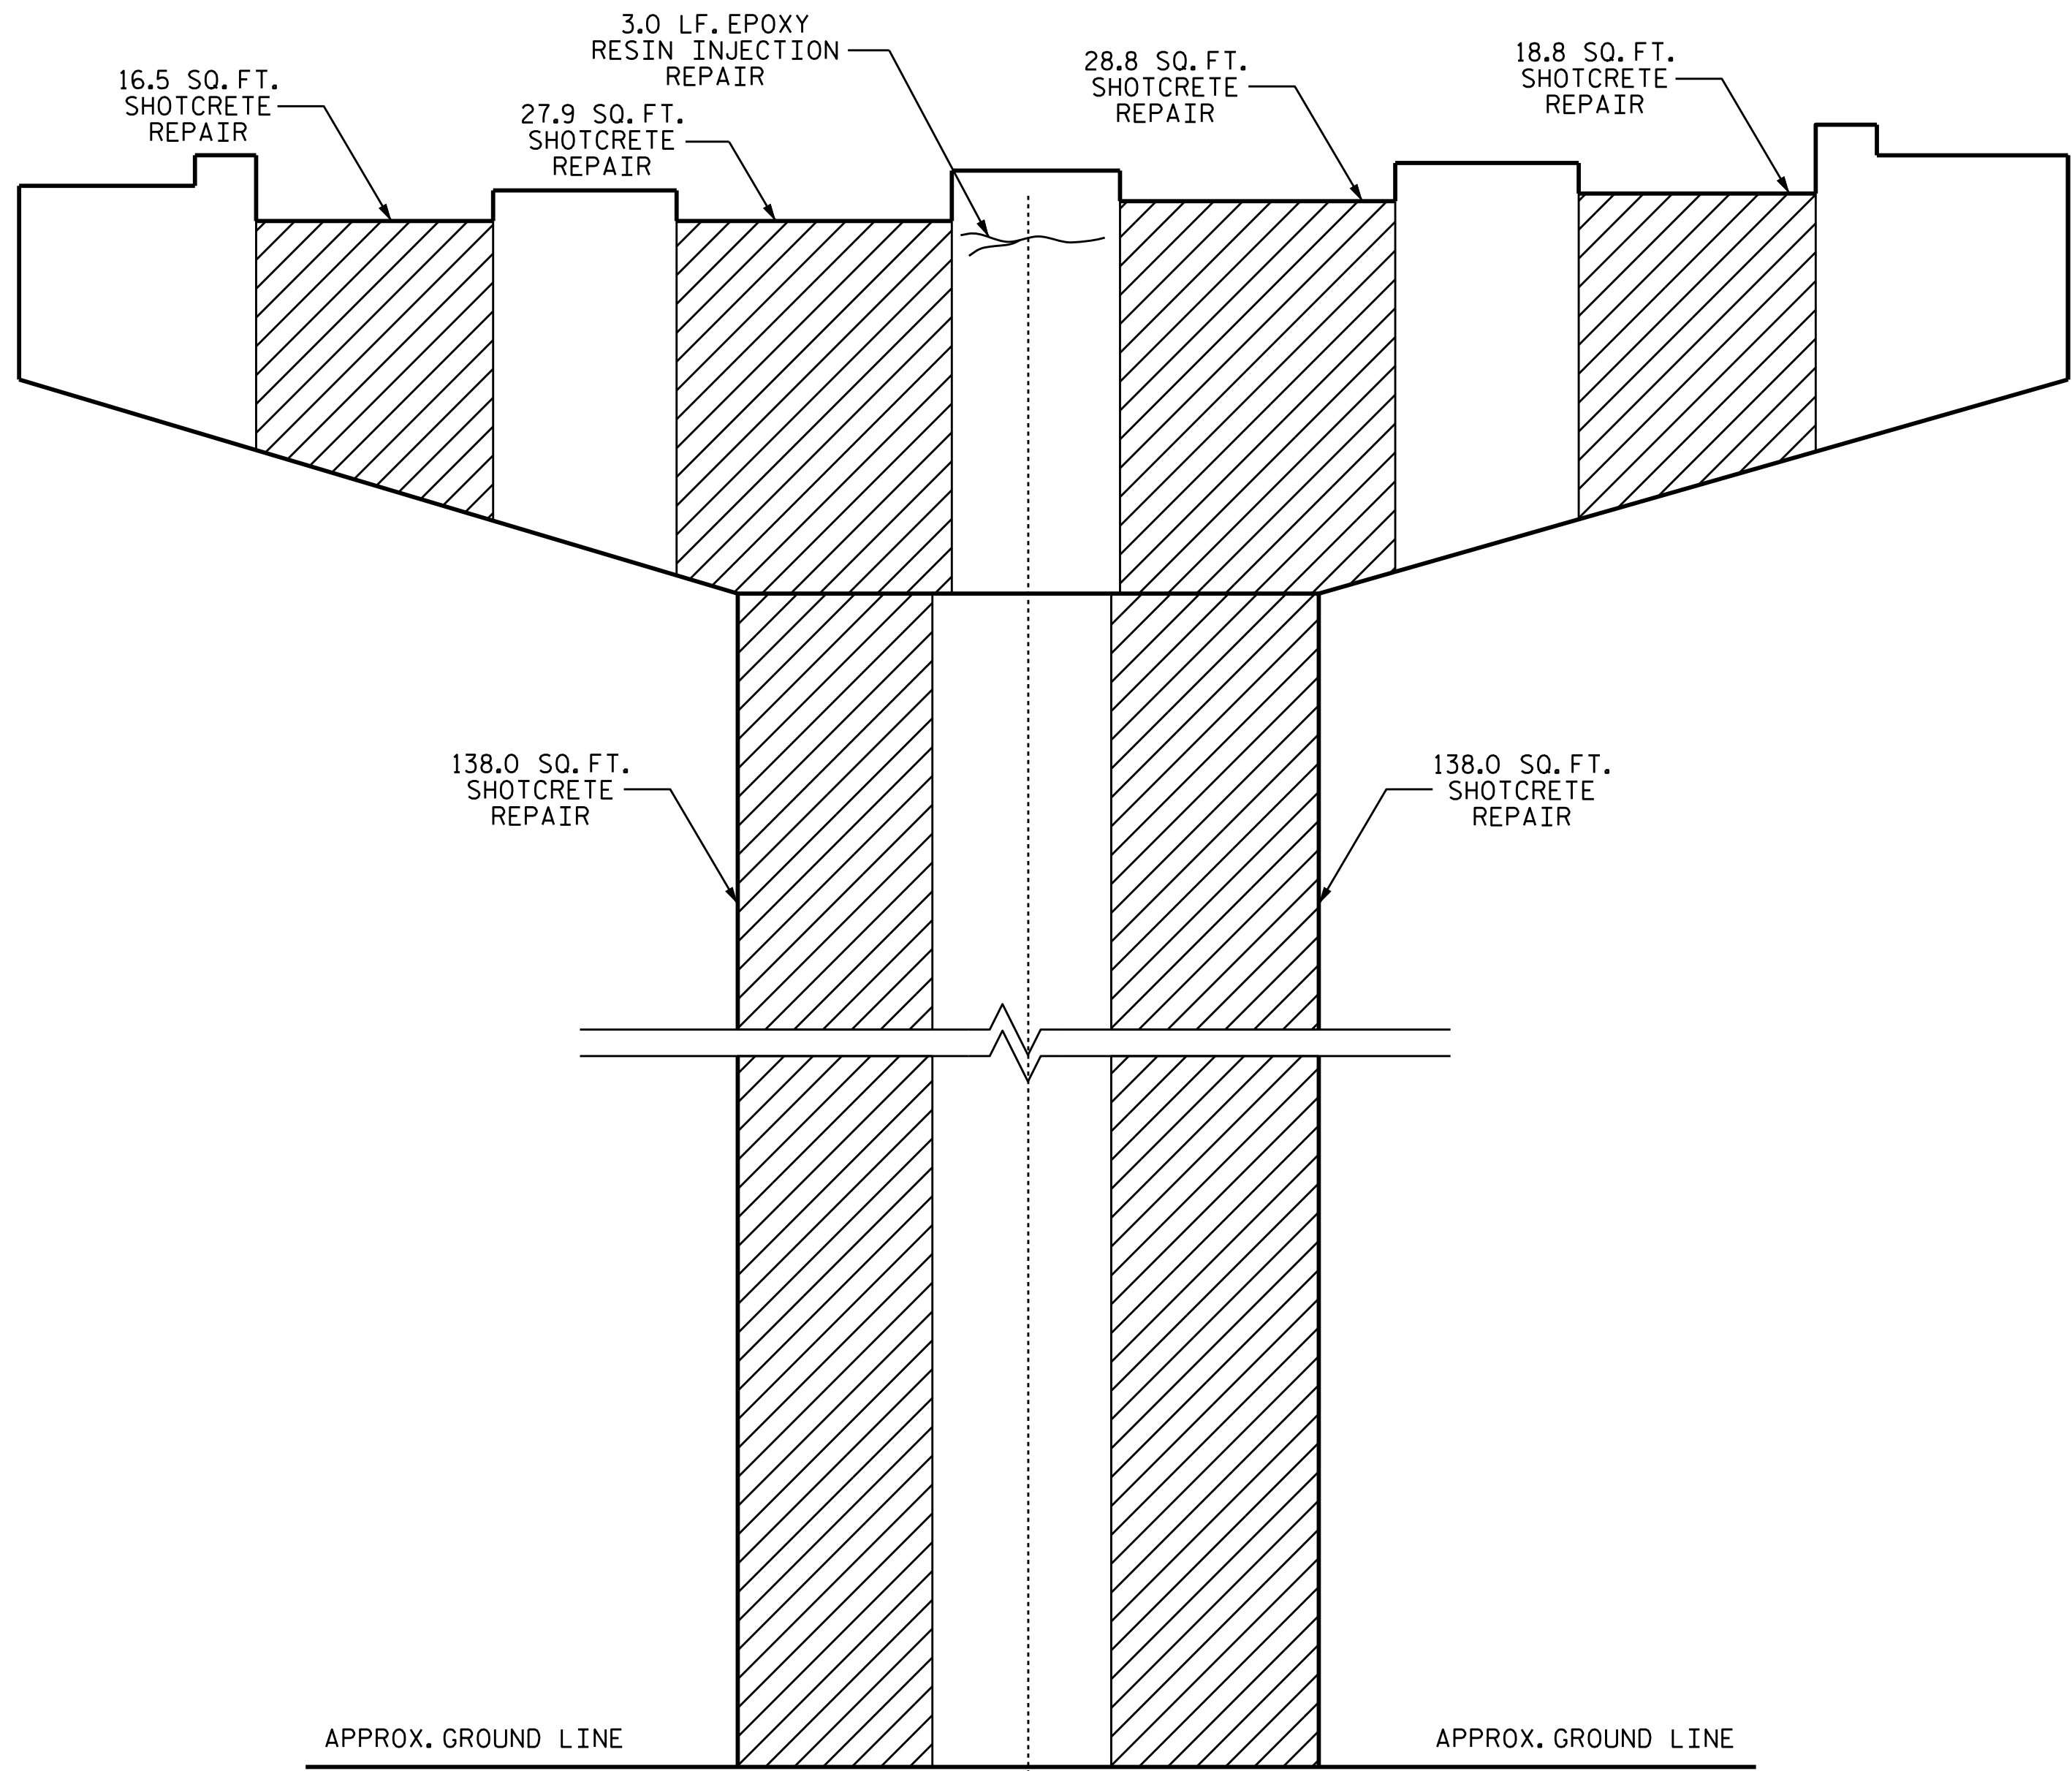 3.0 LF. EPOXY
RESIN INJECTION
REPAIR
16.5 SQ. FT.
SHOTCRETE
REPAIR
27.9 SQ. FT.
SHOTCRETE
REPAIR
28.8 SQ. FT.
SHOTCRETE
REPAIR
18.8 SQ. FT.
SHOTCRETE
REPAIR
138.0 SQ. FT.
SHOTCRETE
REPAIR
138.0 SQ. FT.
SHOTCRETE
REPAIR
APPROX. GROUND LINE
APPROX. GROUND LINE